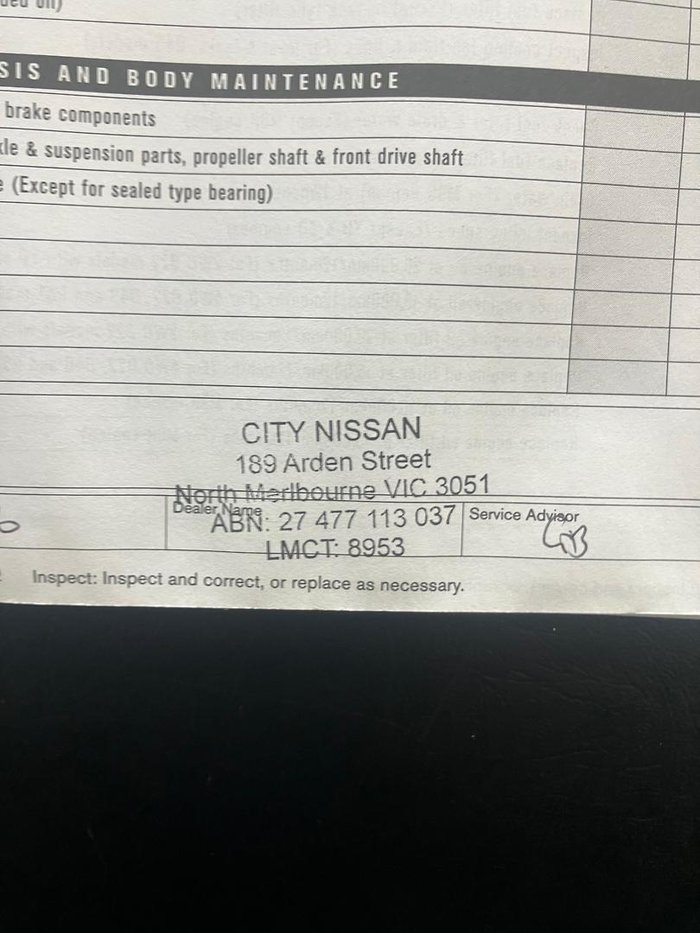 SIS AND BODY MAINTENANCE
brake components
kle & suspension parts, propeller shaft & front drive shaft
(Except for sealed type bearing)
CITY NISSAN
189 Arden Street
North Merlbourne VIC 3051
Dealer Name
ABN: 27 477 113 037
Service Advisor
LMCT: 8953
Inspect: Inspect and correct, or replace as necessary.